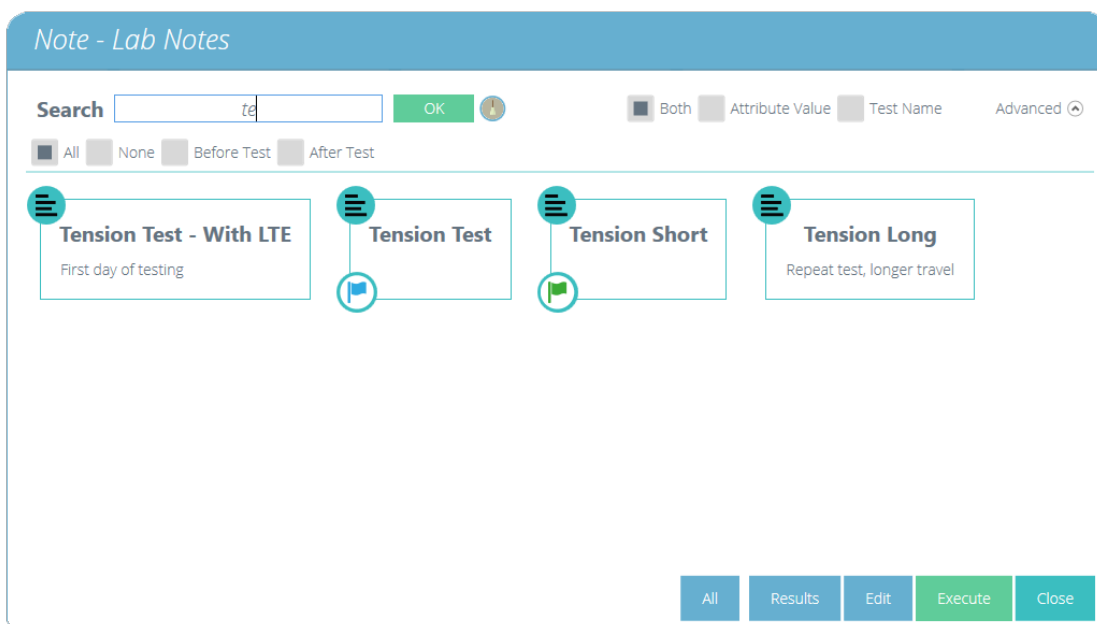 Note - Lab Notes
Search te OK Both Attribute Value Test Name Advanced
All None Before Test After Test
Tension Test - With LTE Tension Test Tension Short Tension Long
First day of testing Repeat test, longer travel
All Results Edit Execute Close